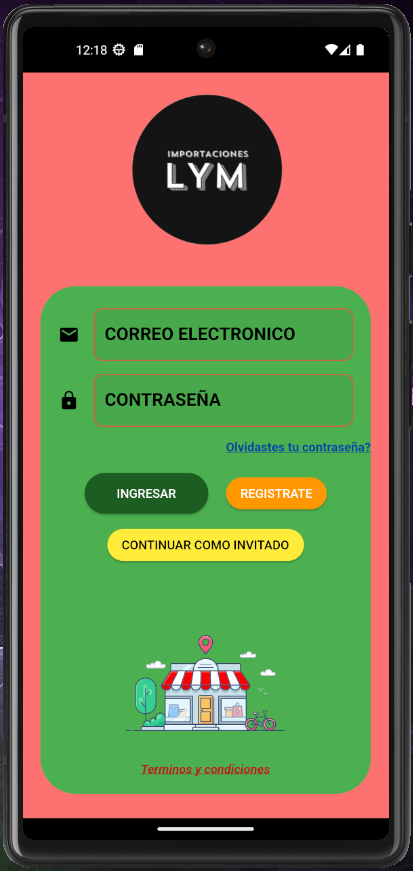 12:18
IMPORTACIONES
LYM
CORREO ELECTRONICO
CONTRASEÑA
Olvidastes tu contraseña?
INGRESAR
REGISTRATE
CONTINUAR COMO INVITADO
Terminos y condiciones